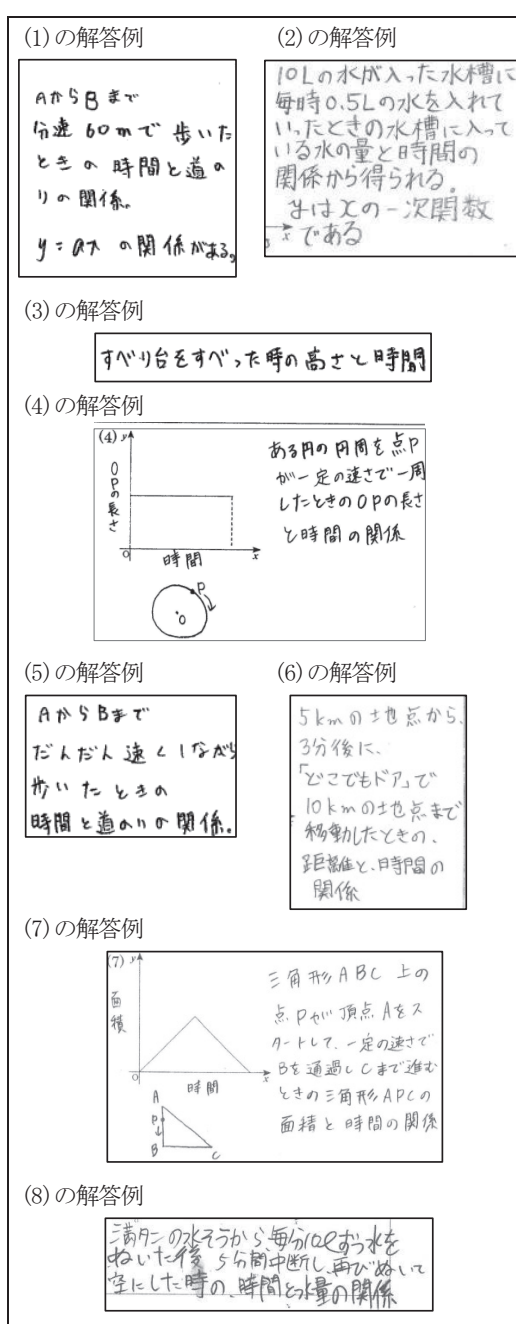 (1)の解答例
AからBまで
分速60mで歩いた
ときの時間と道の
りの関係。
y=axの関係がある。
(2)の解答例
10Lの水が入った水槽に
毎時0.5Lの水を入れて
いったときの水槽に入って
いる水の量と時間の
関係から得られる。
yはxの一次関数
x である
(3)の解答例
すべり台をすべった時の高さと時間
(4)の解答例
(4) y
OPの長さ
O
時間
x
P
O
ある円の円周を点P
が一定の速さで一周
したときのOPの長さ
と時間の関係
(5)の解答例
AからBまで
だんだん速くしながら
歩いたときの
時間と道のりの関係。
(6)の解答例
5kmの地点から、
3分後に、
「どこでもドア」で
10kmの地点まで
移動したときの、
距離と、時間の
関係
(7)の解答例
(7) y
面積
O
時間
x
A
P
B
C
三角形ABC上の
点Pが頂点Aをス
タートして、一定の速さで
Bを通過しCまで進む
ときの三角形APCの
面積と時間の関係
(8)の解答例
満タンの水そうから毎分10ℓずつ水を
ぬいた後、5分間中断し、再びぬいて
空にした時の、時間と水量の関係